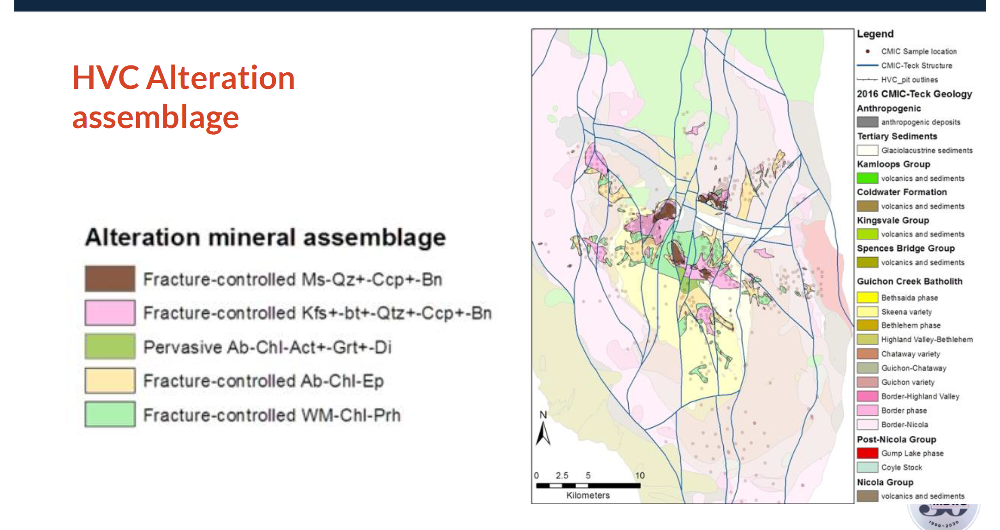 HVC Alteration
assemblage
Alteration mineral assemblage
Fracture-controlled Ms-Qz+-Ccp+-Bn
Fracture-controlled Kfs+-bt+-Qtz+-Ccp+-Bn
Pervasive Ab-Chl-Act+-Grt+-Di
Fracture-controlled Ab-Chl-Ep
Fracture-controlled WM-Chl-Prh
N
0 2.5 5 10
Kilometers
Legend
CMIC Sample location
CMIC-Teck Structure
HVC_pit outlines
2016 CMIC-Teck Geology
Anthropogenic
anthropogenic deposits
Tertiary Sediments
Glaciolacustrine sediments
Kamloops Group
volcanics and sediments
Coldwater Formation
volcanics and sediments
Kingsvale Group
volcanics and sediments
Spences Bridge Group
volcanics and sediments
Guichon Creek Batholith
Bethsaida phase
Skeena variety
Bethlehem phase
Highland Valley-Bethlehem
Chataway variety
Guichon-Chataway
Guichon variety
Border-Highland Valley
Border phase
Border-Nicola
Post-Nicola Group
Gump Lake phase
Coyle Stock
Nicola Group
volcanics and sediments
1990-2020